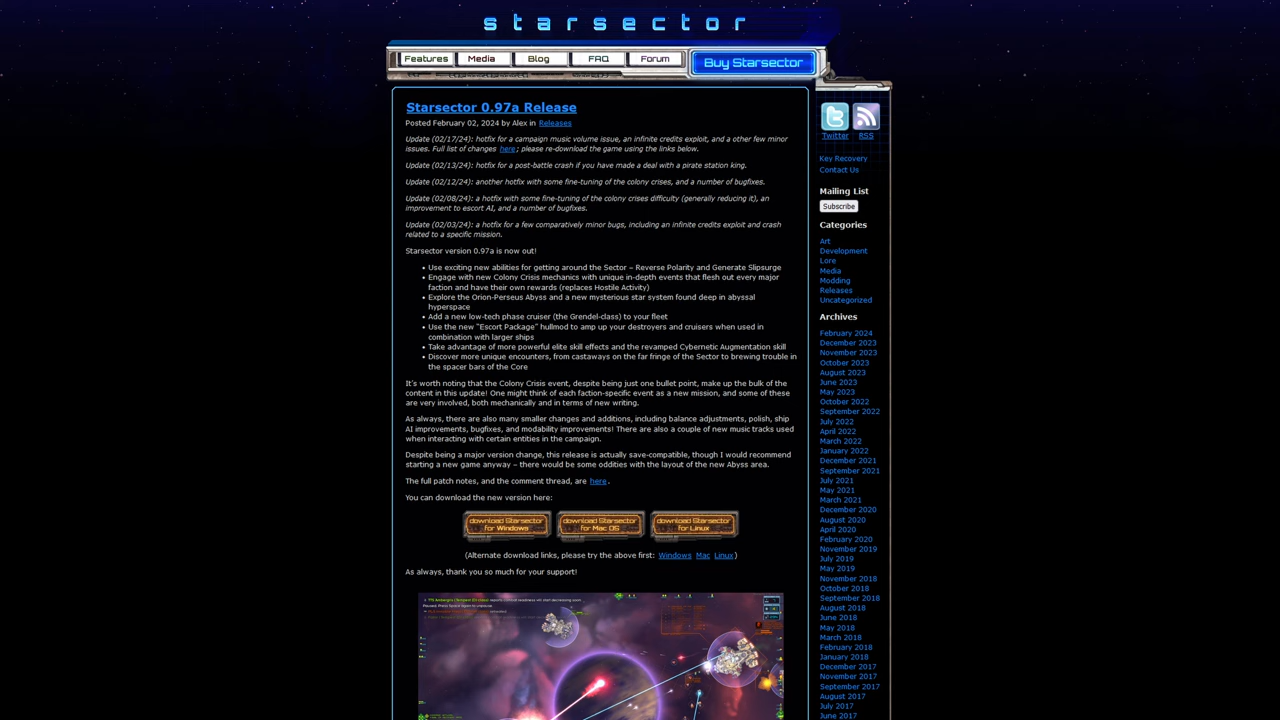 starsector
Features
Media
Blog
FAQ
Forum
Buy Starsector
Starsector 0.97a Release
Posted February 02, 2024 by Alex in Releases
Update (02/17/24): hotfix for a campaign music volume issue, an infinite credits exploit, and a few other minor
issues. Full list of changes here; please re-download the game using the links below.
Update (02/13/24): hotfix for a post-battle crash if you have made a deal with a pirate station king.
Update (02/12/24): another hotfix with some fine-tuning of the colony crises, and a number of bugfixes.
Update (02/08/24): a hotfix with some fine-tuning of the colony crises difficulty (generally reducing it), an
improvement to escort AI, and a number of bugfixes.
Update (02/03/24): a hotfix for a few comparatively minor bugs, including an infinite credits exploit and crash
related to a specific mission.
Starsector version 0.97a is now out!
• Use exciting new abilities for getting around the Sector – Reverse Polarity and Generate Slipsurge
• Engage with new Colony Crisis mechanics with unique in-depth events that flesh out every major
faction and have their own rewards (replaces Hostile Activity)
• Explore the Orion-Perseus Abyss and a new mysterious star system found deep in abyssal
hyperspace
• Add a new low-tech phase cruiser (the Grendel-class) to your fleet
• Use the new "Escort Package" hullmod to amp up your destroyers and cruisers when used in
combination with larger ships
• Take advantage of more powerful elite skill effects and the revamped Cybernetic Augmentation skill
• Discover more unique encounters, from castaways on the far fringe of the Sector to brewing trouble in
the spacer bars of the Core
It's worth noting that the Colony Crisis event, despite being just one bullet point, make up the bulk of the
content in this update! One might think of each faction-specific event as a new mission, and some of these
are very involved, both mechanically and in terms of new writing.
As always, there are also many smaller changes and additions, including balance adjustments, polish, ship
AI improvements, bugfixes, and modability improvements! There are also a couple of new music tracks used
when interacting with certain entities in the campaign.
Despite being a major version change, this release is actually save-compatible, though I would recommend
starting a new game anyway – there would be some oddities with the layout of the new Abyss area.
The full patch notes, and the comment thread, are here.
You can download the new version here:
download Starsector
for Windows
download Starsector
for Mac OS
download Starsector
for Linux
(Alternate download links, please try the above first: Windows Mac Linux)
As always, thank you so much for your support!
Twitter
RSS
Key Recovery
Contact Us
Mailing List
Subscribe
Categories
Art
Development
Lore
Media
Modding
Releases
Uncategorized
Archives
February 2024
December 2023
November 2023
October 2023
August 2023
June 2023
May 2023
October 2022
September 2022
July 2022
April 2022
March 2022
January 2022
December 2021
September 2021
July 2021
May 2021
March 2021
December 2020
August 2020
April 2020
February 2020
November 2019
July 2019
May 2019
November 2018
October 2018
September 2018
August 2018
June 2018
May 2018
March 2018
February 2018
January 2018
December 2017
November 2017
September 2017
August 2017
July 2017
June 2017